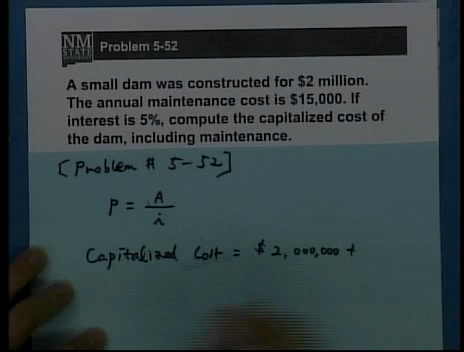 NM
STATE
Problem 5-52
A small dam was constructed for $2 million.
The annual maintenance cost is $15,000. If
interest is 5%, compute the capitalized cost of
the dam, including maintenance.
[Problem # 5-52]
P = A
i
Capitalized Cost = $ 2,000,000 +